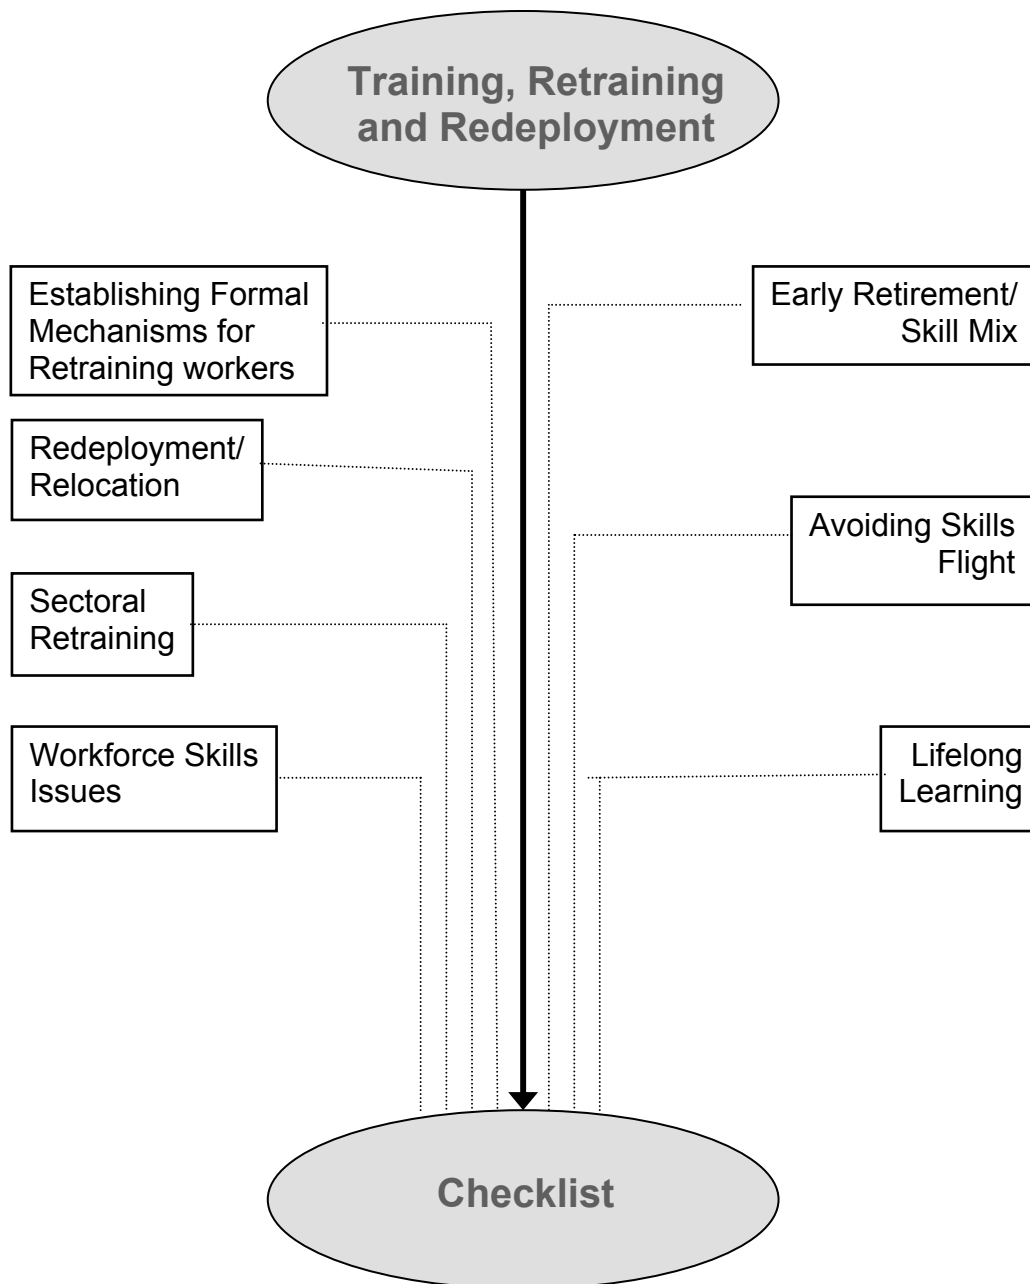 Training, Retraining
and Redeployment
Establishing Formal
Mechanisms for
Retraining workers
Early Retirement/
Skill Mix
Redeployment/
Relocation
Avoiding Skills
Flight
Sectoral
Retraining
Workforce Skills
Issues
Lifelong
Learning
Checklist